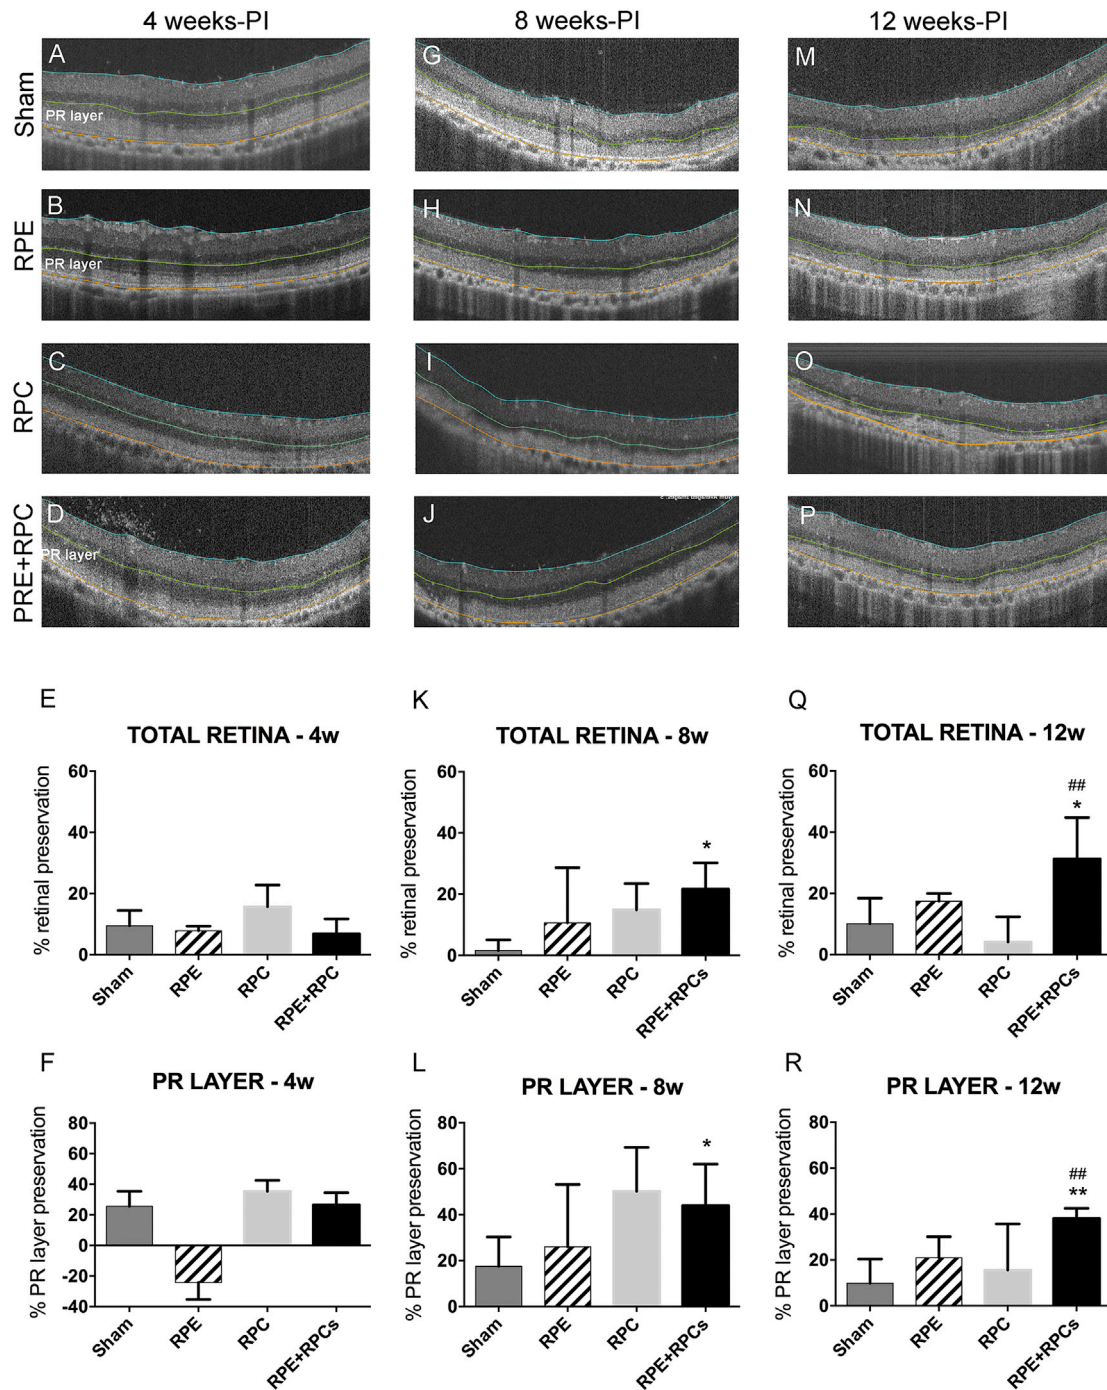 4 weeks-PI
8 weeks-PI
12 weeks-PI
Sham
A
PR layer
G
M
RPE
B
PR layer
H
N
RPC
C
I
O
PRE+RPC
D
PR layer
J
P
E
TOTAL RETINA - 4w
% retinal preservation
60
40
20
0
Sham
RPE
RPC
RPE+RPC
K
TOTAL RETINA - 8w
% retinal preservation
60
40
20
0
*
Sham
RPE
RPC
RPE+RPCs
Q
TOTAL RETINA - 12w
% retinal preservation
60
40
20
0
##
*
Sham
RPE
RPC
RPE+RPCs
F
PR LAYER - 4w
% PR layer preservation
80
60
40
20
0
-20
-40
Sham
RPE
RPC
RPE+RPCs
L
PR LAYER - 8w
% PR layer preservation
80
60
40
20
0
*
Sham
RPE
RPC
RPE+RPCs
R
PR LAYER - 12w
% PR layer preservation
80
60
40
20
0
##
**
Sham
RPE
RPC
RPE+RPCs